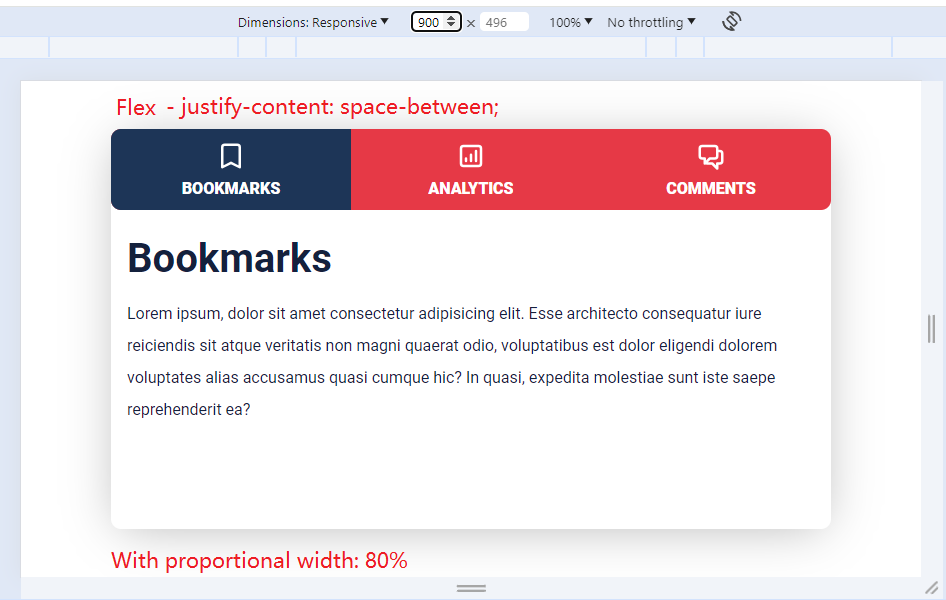 Dimensions: Responsive 900 × 496 100% No throttling
Flex - justify-content: space-between;
BOOKMARKS ANALYTICS COMMENTS
Bookmarks
Lorem ipsum, dolor sit amet consectetur adipisicing elit. Esse architecto consequatur iure
reiciendis sit atque veritatis non magni quaerat odio, voluptatibus est dolor eligendi dolorem
voluptates alias accusamus quasi cumque hic? In quasi, expedita molestiae sunt iste saepe
reprehenderit ea?
With proportional width: 80%